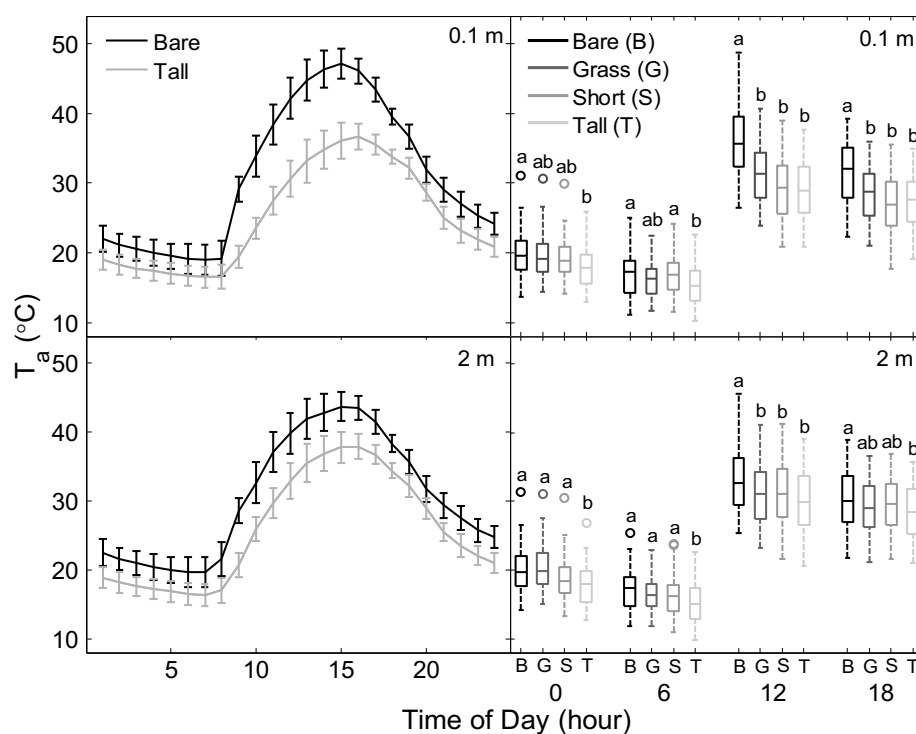 50
40
30
20
10
Bare
Tall
0.1 m
Bare (B)
Grass (G)
Short (S)
Tall (T)
0.1 m
a ab ab b
a ab a b
a b b b
a b b b
T_a (°C)
50
40
30
20
10
2 m
2 m
a a a b
a a a b
a b b b
a ab ab b
5 10 15 20
B G S T B G S T B G S T B G S T
0 6 12 18
Time of Day (hour)